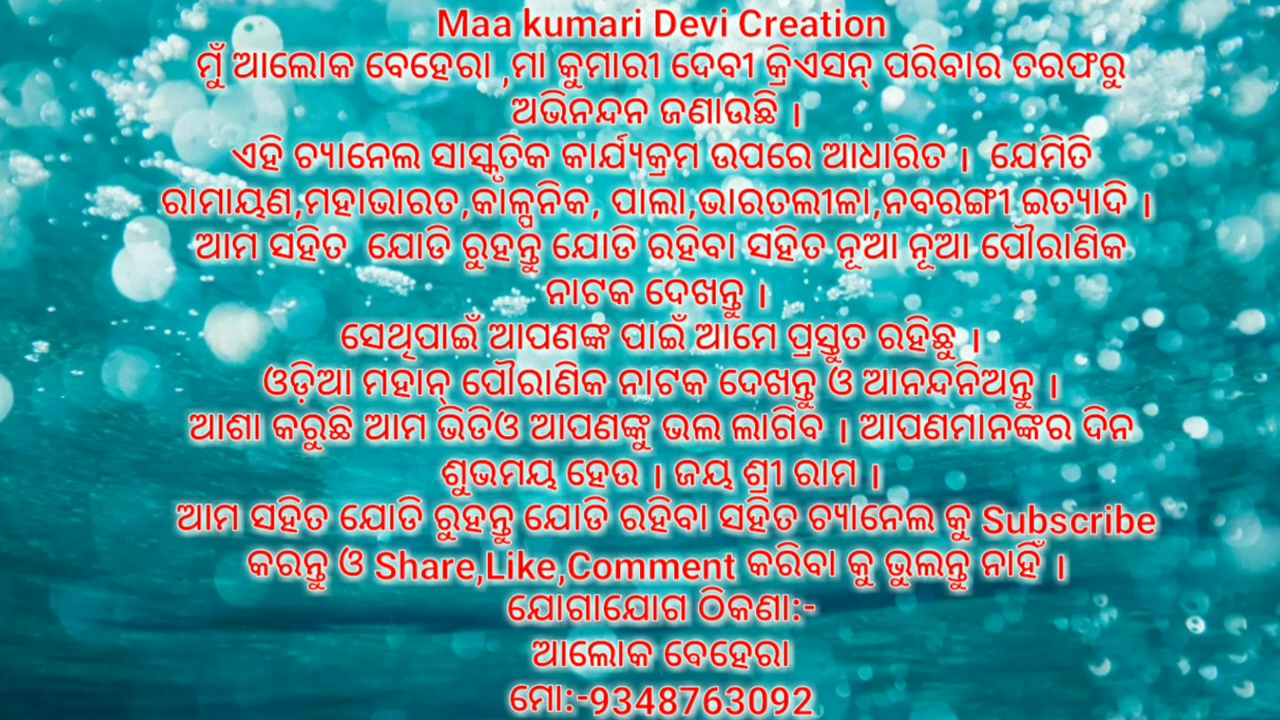 Maa kumari Devi Creation
ମୁଁ ଆଲୋକ ବେହେରା ,ମା କୁମାରୀ ଦେବୀ କ୍ରିଏସନ୍ ପରିବାର ତରଫରୁ
ଅଭିନନ୍ଦନ ଜଣାଉଛି ।
ଏହି ଚ୍ୟାନେଲ ସାସ୍କୃତିକ କାର୍ଯ୍ୟକ୍ରମ ଉପରେ ଆଧାରିତ । ଯେମିତି
ରାମାୟଣ,ମହାଭାରତ,କାଳ୍ପନିକ, ପାଲା,ଭାରତଲୀଳା,ନବରଙ୍ଗୀ ଇତ୍ୟାଦି ।
ଆମ ସହିତ ଯୋଡି ରୁହନ୍ତୁ ଯୋଡି ରହିବା ସହିତ ନୂଆ ନୂଆ ପୌରାଣିକ
ନାଟକ ଦେଖନ୍ତୁ ।
ସେଥିପାଇଁ ଆପଣଙ୍କ ପାଇଁ ଆମେ ପ୍ରସ୍ତୁତ ରହିଛୁ ।
ଓଡ଼ିଆ ମହାନ୍ ପୌରାଣିକ ନାଟକ ଦେଖନ୍ତୁ ଓ ଆନନ୍ଦନିଅନ୍ତୁ ।
ଆଶା କରୁଛି ଆମ ଭିଡିଓ ଆପଣଙ୍କୁ ଭଲ ଲାଗିବ । ଆପଣମାନଙ୍କର ଦିନ
ଶୁଭମୟ ହେଉ । ଜୟ ଶ୍ରୀ ରାମ ।
ଆମ ସହିତ ଯୋଡି ରୁହନ୍ତୁ ଯୋଡି ରହିବା ସହିତ ଚ୍ୟାନେଲ କୁ Subscribe
କରନ୍ତୁ ଓ Share,Like,Comment କରିବା କୁ ଭୁଲନ୍ତୁ ନାହିଁ ।
ଯୋଗାଯୋଗ ଠିକଣା:-
ଆଲୋକ ବେହେରା
ମୋ:-9348763092